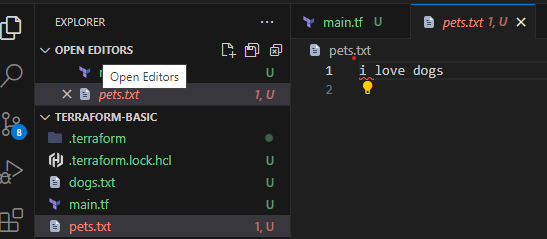 EXPLORER
OPEN EDITORS
U
Open Editors
pets.txt 1, U
TERRAFORM-BASIC
.terraform
.terraform.lock.hcl U
dogs.txt U
main.tf U
pets.txt 1, U
8
main.tf U
pets.txt 1, U
pets.txt
1 i love dogs
2